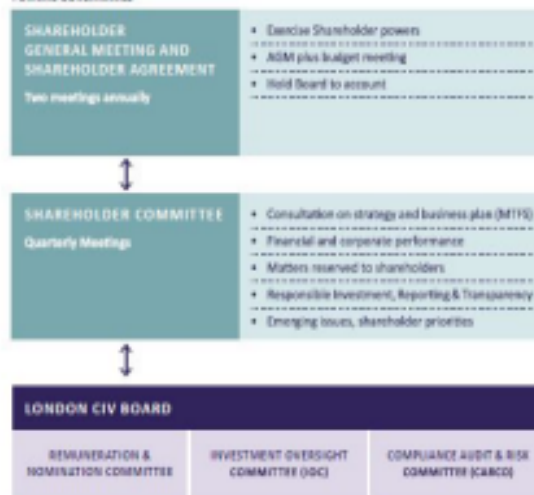 SHAREHOLDER
GENERAL MEETING AND
SHAREHOLDER AGREEMENT
Two meetings annually
• Exercise Shareholder powers
• AGM plus budget meeting
• Hold Board to account
SHAREHOLDER COMMITTEE
Quarterly Meetings
• Consultation on strategy and business plan (MTFS)
• Financial and corporate performance
• Matters reserved to shareholders
• Responsible Investment, Reporting & Transparency
• Emerging issues, shareholder priorities
LONDON CIV BOARD
REMUNERATION &
NOMINATION COMMITTEE
INVESTMENT OVERSIGHT
COMMITTEE (IOC)
COMPLIANCE AUDIT & RISK
COMMITTEE (CARCO)